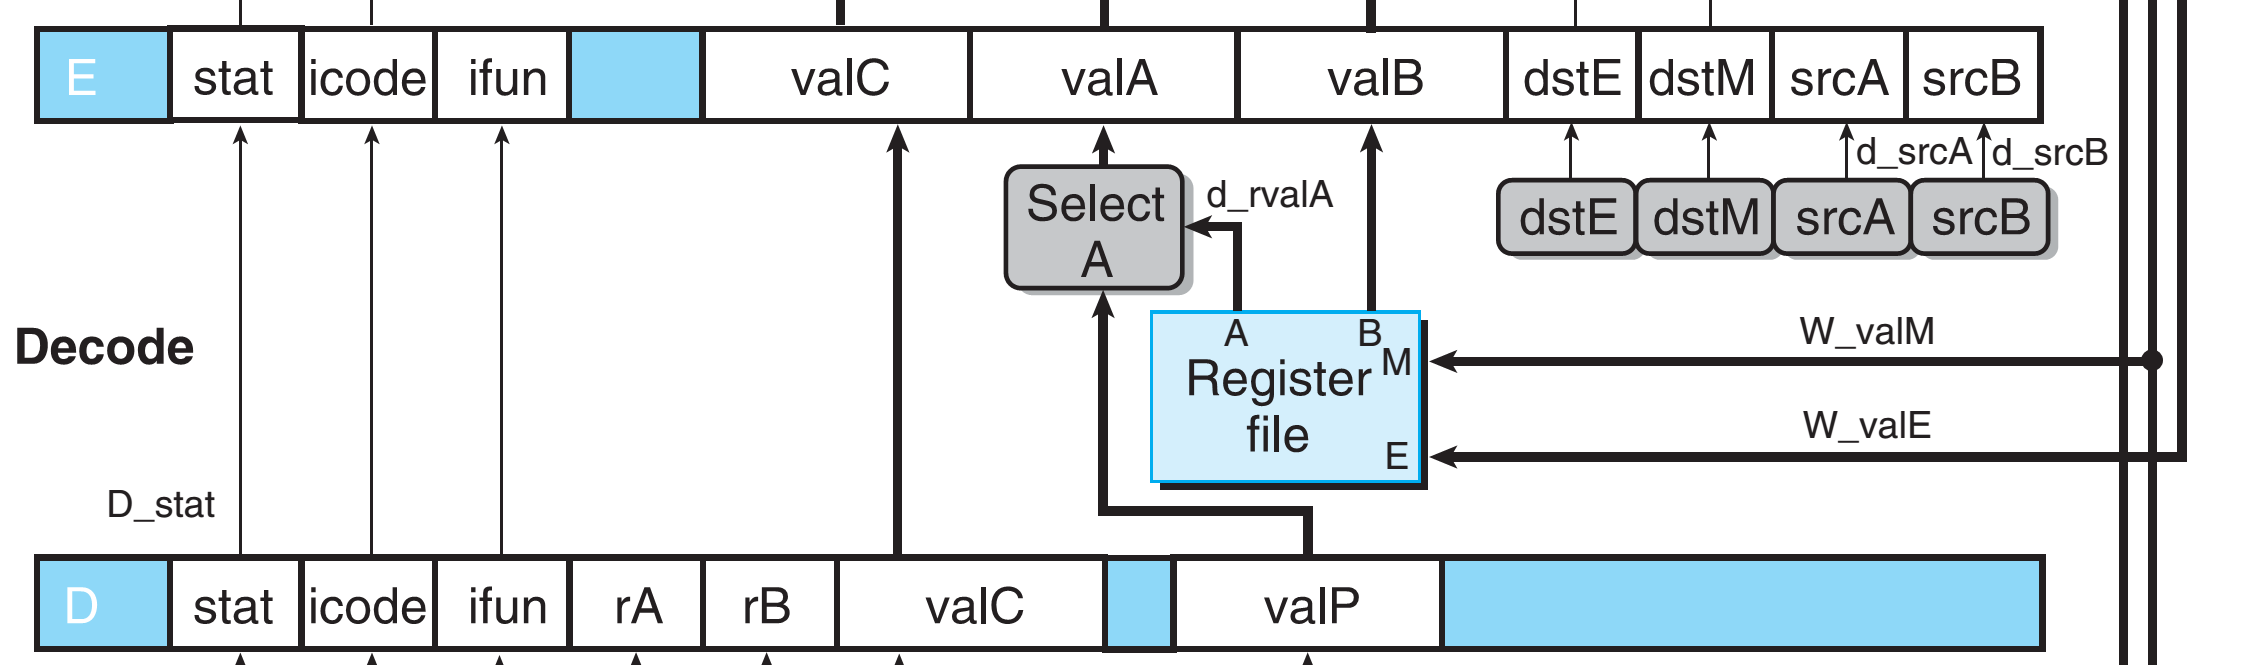 E stat icode ifun valC valA valB dstE dstM srcA srcB
d_srcA d_srcB
Select
A
d_rvalA
dstE dstM srcA srcB
A B
M
Register
file
E
W_valM
W_valE
Decode
D_stat
D stat icode ifun rA rB valC valP